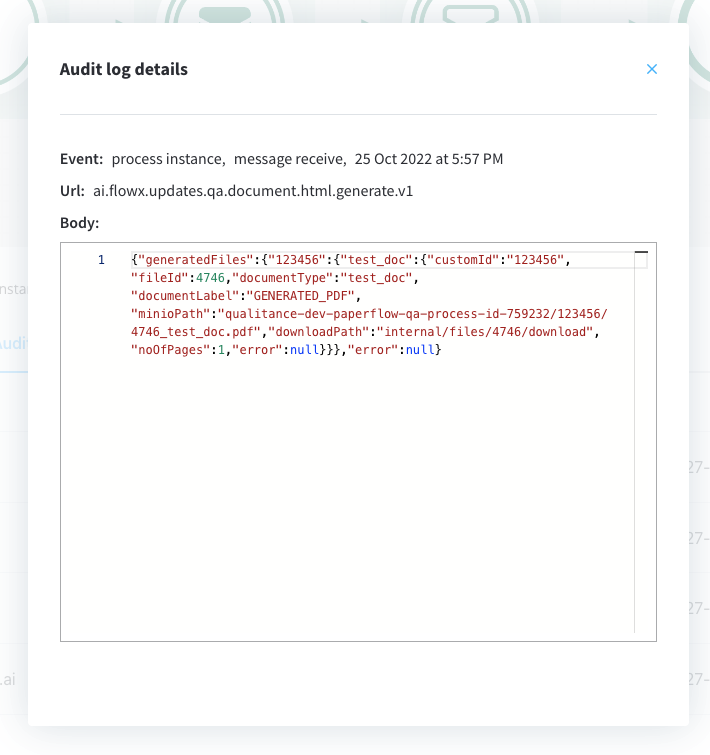 Audit log details
Event: process instance, message receive, 25 Oct 2022 at 5:57 PM
Url: ai.flowx.updates.qa.document.html.generate.v1
Body:
1 {"generatedFiles":{"123456":{"test_doc":{"customId":"123456",
"fileId":4746,"documentType":"test_doc",
"documentLabel":"GENERATED_PDF",
"minioPath":"qualitance-dev-paperflow-qa-process-id-759232/123456/
4746_test_doc.pdf","downloadPath":"internal/files/4746/download",
"noOfPages":1,"error":null}}},"error":null}
27-
27-
27-
.ai
27-